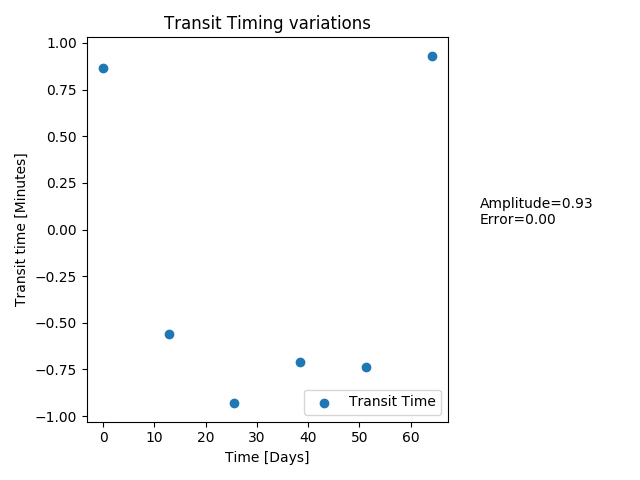 Transit Timing variations
1.00
0.75
0.50
0.25
0.00
−0.25
−0.50
−0.75
−1.00
Transit time [Minutes]
Amplitude=0.93
Error=0.00
Transit Time
0 10 20 30 40 50 60
Time [Days]